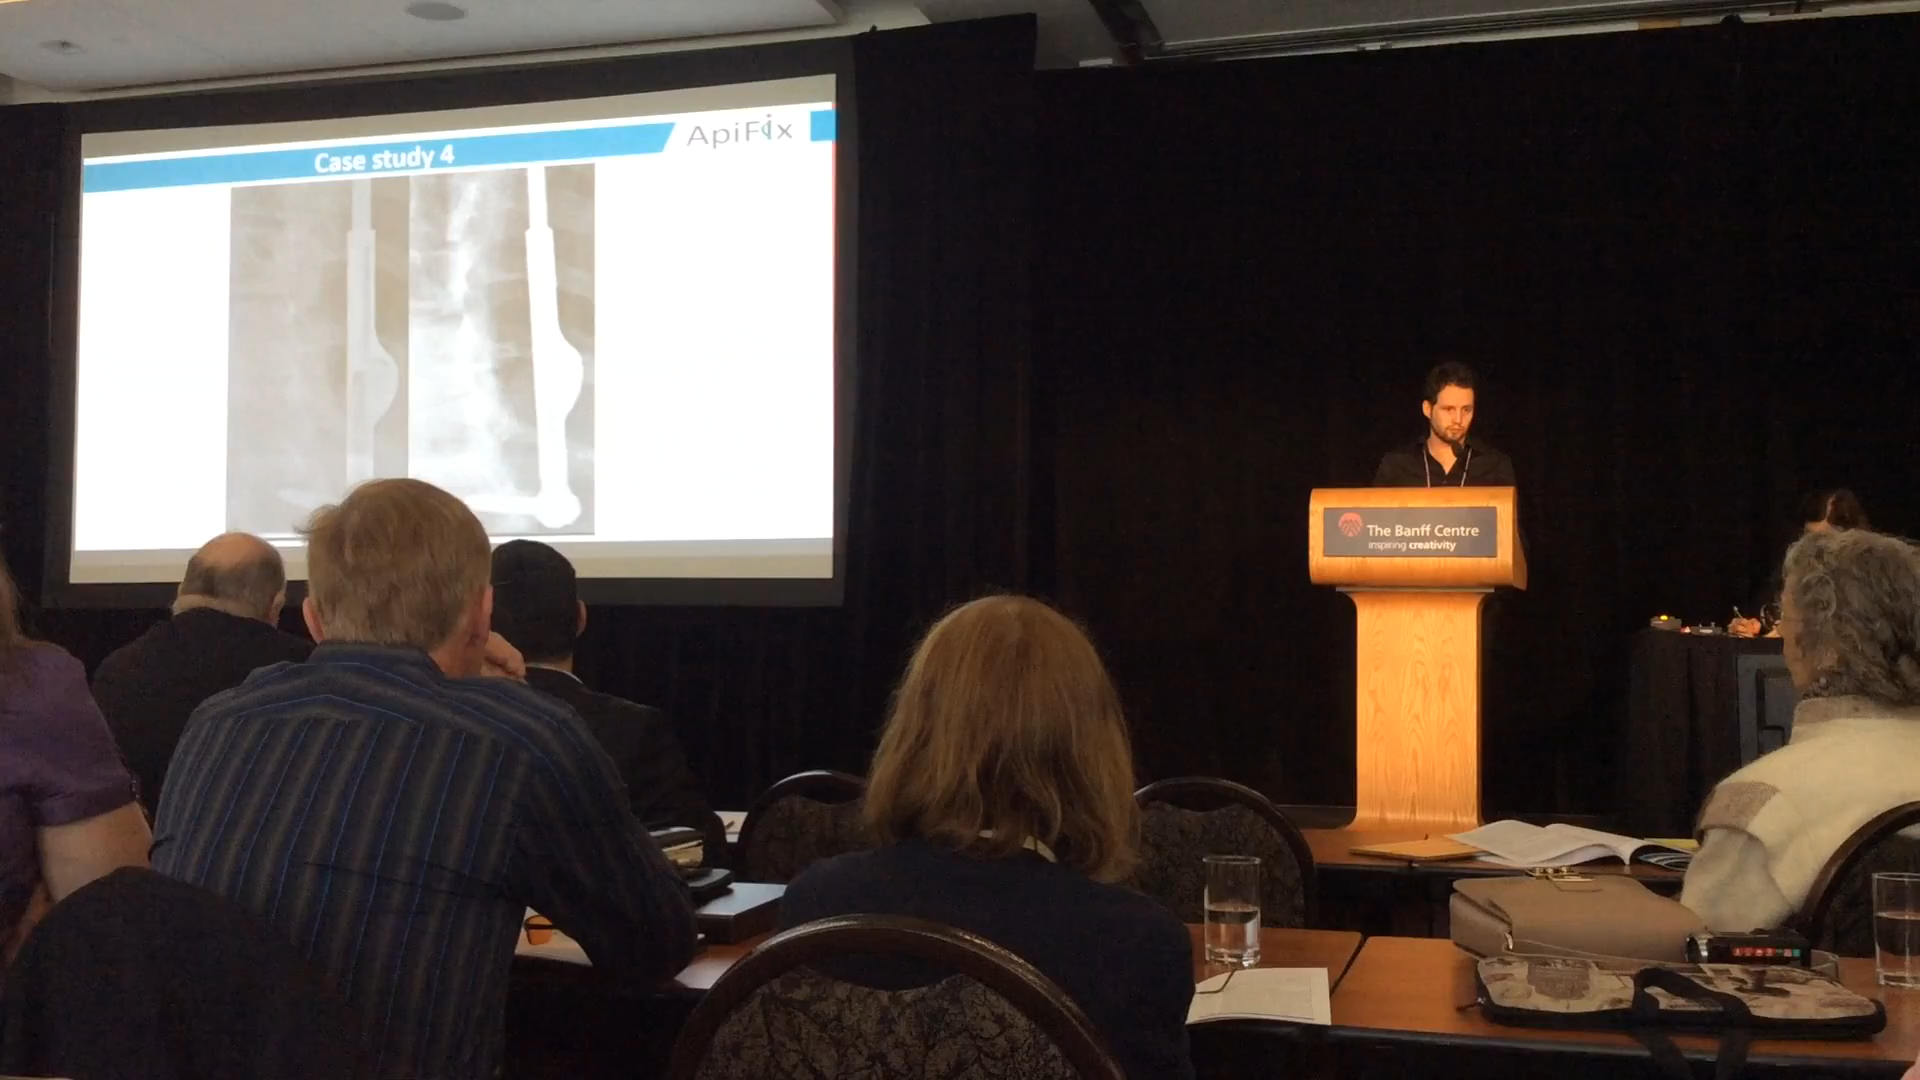 Case study 4
ApiFix
The Banff Centre
inspiring creativity